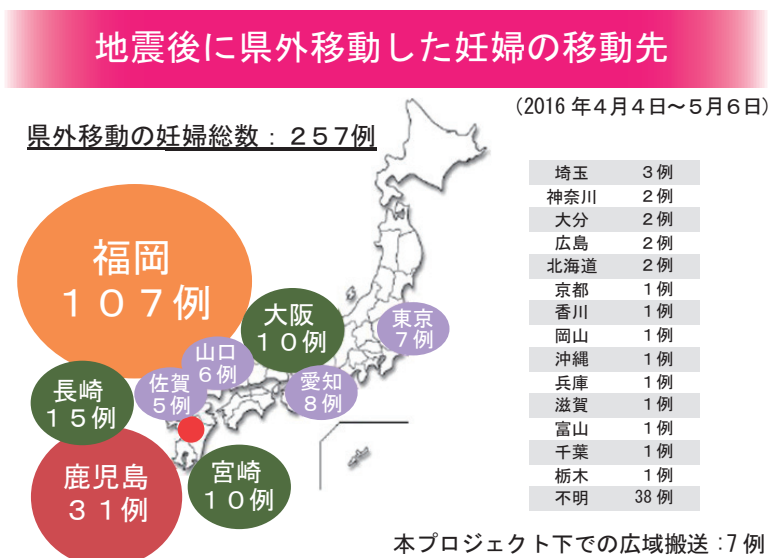 地震後に県外移動した妊婦の移動先
（2016 年４月４日～５月６日）
県外移動の妊婦総数：２５７例
福岡
１０７例
大阪
１０例
東京
７例
山口
６例
佐賀
５例
愛知
８例
長崎
１５例
鹿児島
３１例
宮崎
１０例
埼玉 3 例
神奈川 2 例
大分 2 例
広島 2 例
北海道 2 例
京都 1 例
香川 1 例
岡山 1 例
沖縄 1 例
兵庫 1 例
滋賀 1 例
富山 1 例
千葉 1 例
栃木 1 例
不明 38 例
本プロジェクト下での広域搬送：7 例